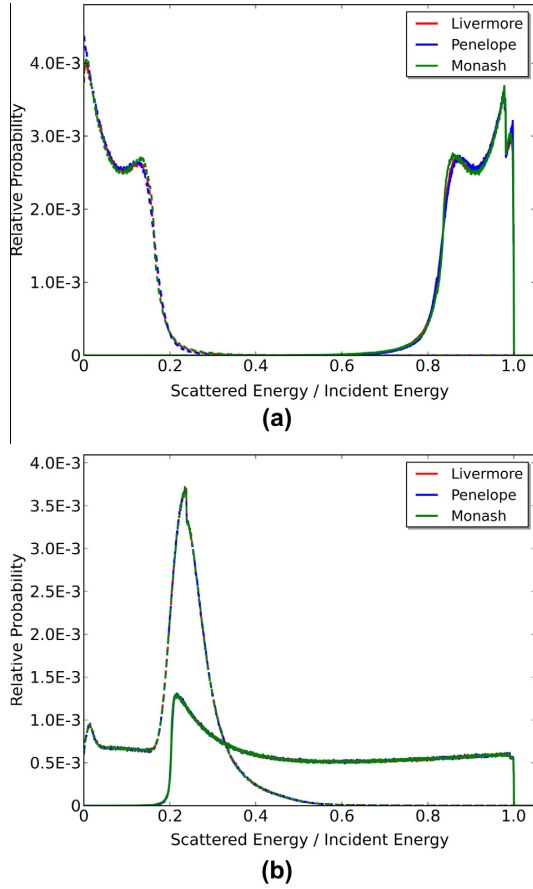 Livermore
Penelope
Monash
4.0E-3
3.0E-3
2.0E-3
1.0E-3
0
Relative Probability
0 0.2 0.4 0.6 0.8 1.0
Scattered Energy / Incident Energy
(a)
Livermore
Penelope
Monash
4.0E-3
3.5E-3
3.0E-3
2.5E-3
2.0E-3
1.5E-3
1.0E-3
0.5E-3
0
Relative Probability
0 0.2 0.4 0.6 0.8 1.0
Scattered Energy / Incident Energy
(b)